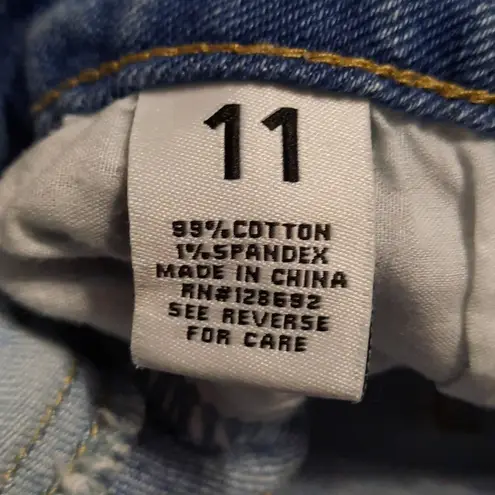 11
99% COTTON
1% SPANDEX
MADE IN CHINA
RN#128692
SEE REVERSE
FOR CARE